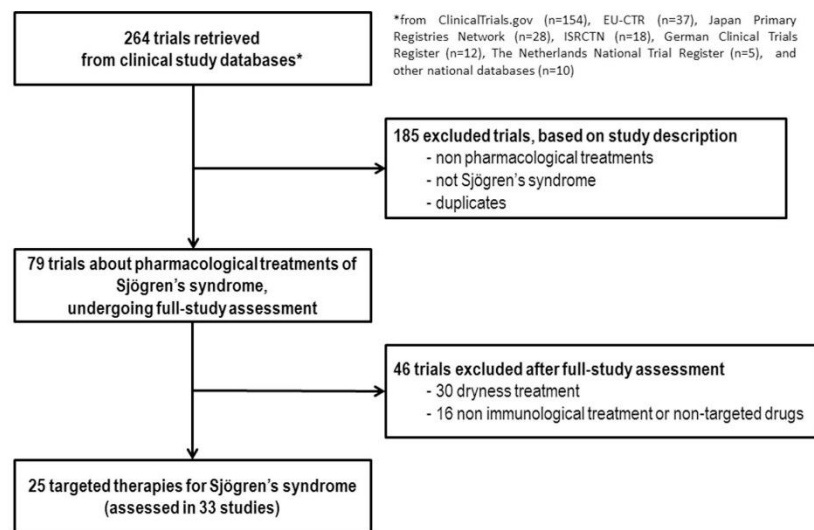 264 trials retrieved
from clinical study databases*
*from ClinicalTrials.gov (n=154), EU-CTR (n=37), Japan Primary
Registries Network (n=28), ISRCTN (n=18), German Clinical Trials
Register (n=12), The Netherlands National Trial Register (n=5), and
other national databases (n=10)
185 excluded trials, based on study description
- non pharmacological treatments
- not Sjögren's syndrome
- duplicates
79 trials about pharmacological treatments of
Sjögren's syndrome,
undergoing full-study assessment
46 trials excluded after full-study assessment
- 30 dryness treatment
- 16 non immunological treatment or non-targeted drugs
25 targeted therapies for Sjögren's syndrome
(assessed in 33 studies)